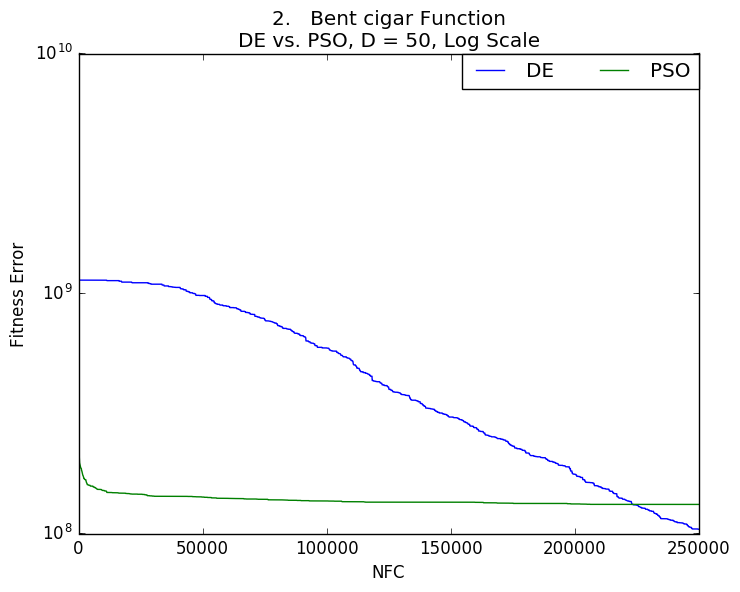 2.   Bent cigar Function
DE vs. PSO, D = 50, Log Scale
DE
PSO
10^10
10^9
10^8
Fitness Error
0
50000
100000
150000
200000
250000
NFC